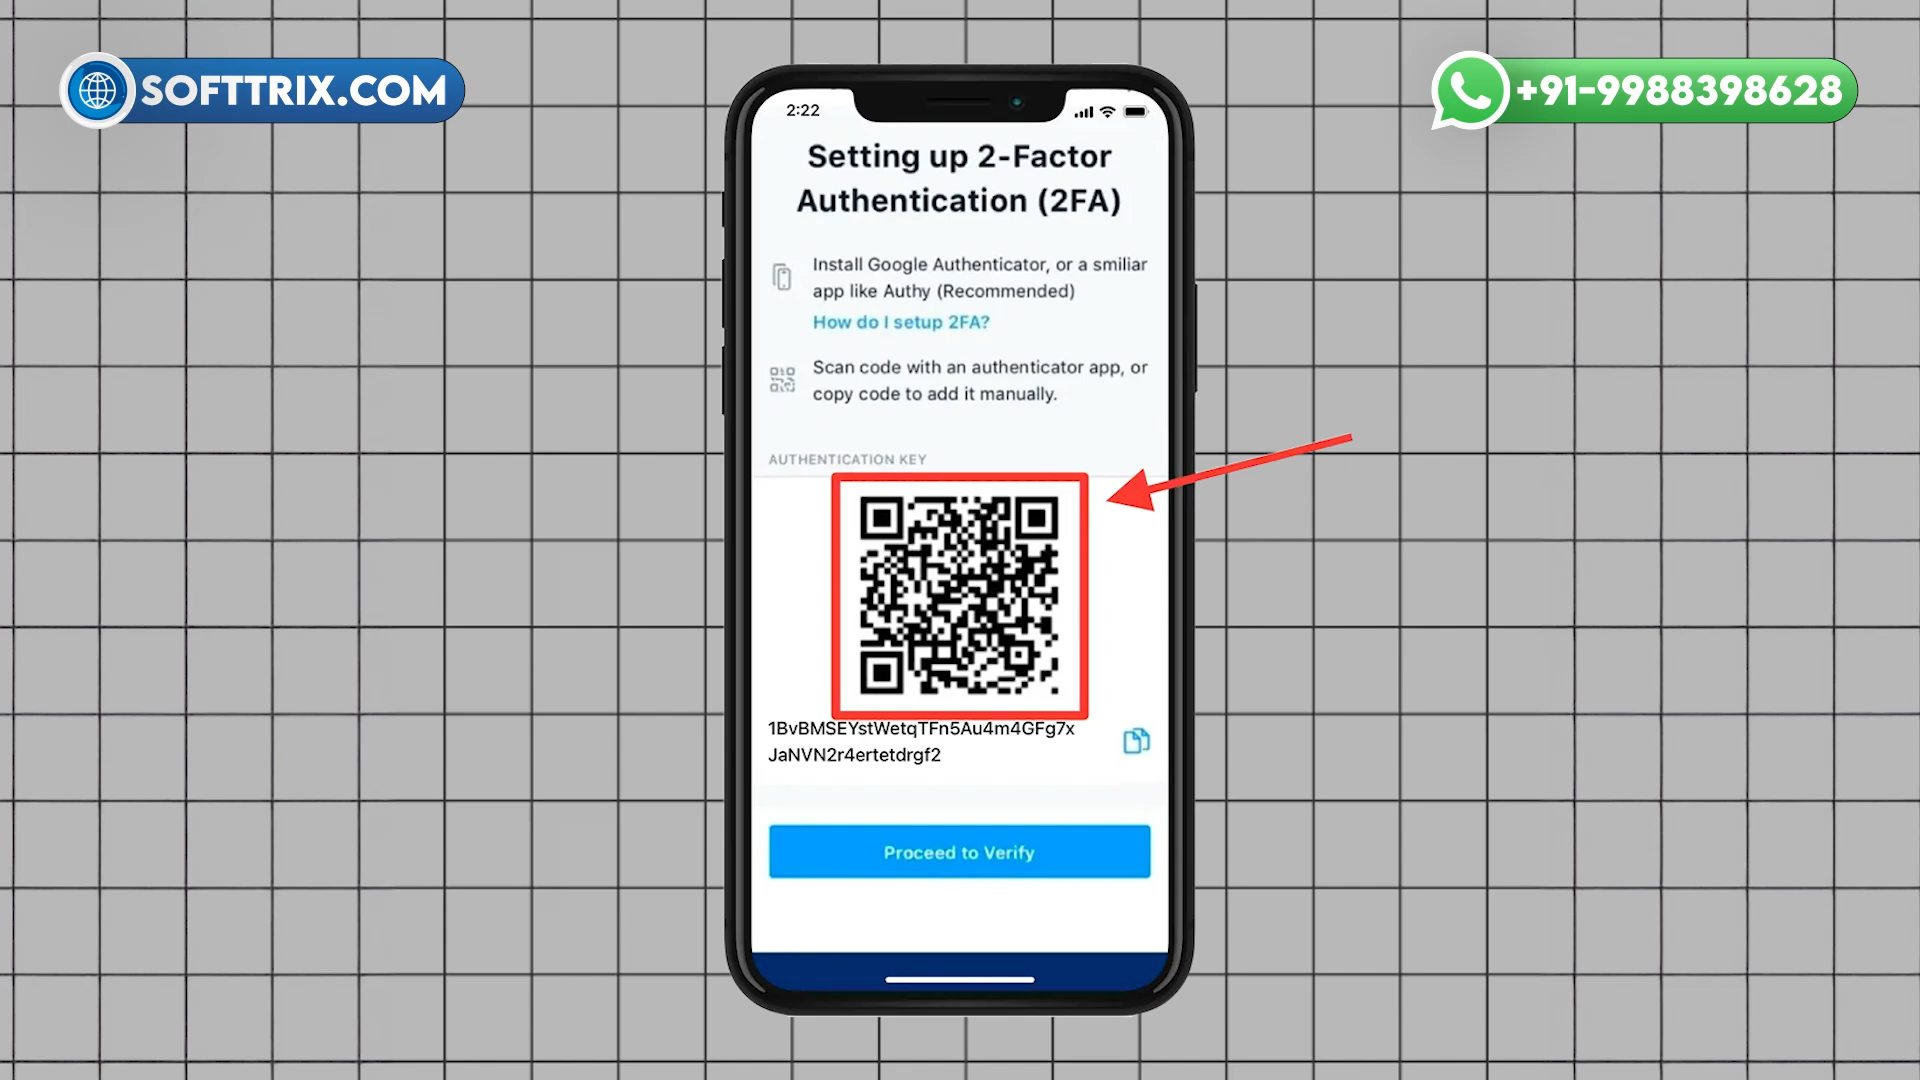 SOFTTRIX.COM
+91-9988398628
2:22
Setting up 2-Factor
Authentication (2FA)
Install Google Authenticator, or a smiliar
app like Authy (Recommended)
How do I setup 2FA?
Scan code with an authenticator app, or
copy code to add it manually.
AUTHENTICATION KEY
1BvBMSEYstWetqTFn5Au4m4GFg7x
JaNVN2r4ertetdrgf2
Proceed to Verify